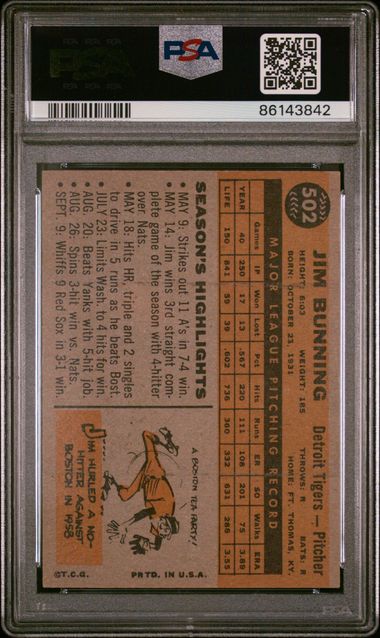 PSA
PSA
86143842
502
JIM BUNNING Detroit Tigers — Pitcher
HEIGHT: 6:03 WEIGHT: 185 THROWS: R BATS: R
BORN: OCTOBER 23, 1931 HOME: FT. THOMAS, KY.
MAJOR LEAGUE PITCHING RECORD
Games IP Won Lost Pct Hits Runs ER SO Walks ERA
YEAR 40 250 17 13 .567 220 111 108 201 75 3.89
LIFE 190 841 59 39 .602 736 360 332 631 286 3.55
SEASON'S HIGHLIGHTS
• MAY 9: Strikes out 11 A's in 7-4 win.
• MAY 14: Jim wins 3rd straight com-
plete game of the season with 4-hitter
over Nats.
• MAY 18: Hits HR, triple and 2 singles
to drive in 5 runs as he beats Bost.
• JULY 23: Limits Wash. to 4 hits for win.
• AUG. 20: Beats Yanks with 5-hit job.
• AUG. 26: Spins 3-hit win vs. Nats.
• SEPT. 9: Whiffs 9 Red Sox in 3-1 win.
A BOSTON TEA PARTY!
JIM HURLED A NO-
HITTER AGAINST
BOSTON IN 1958
©T.C.G. PRTD. IN U.S.A.